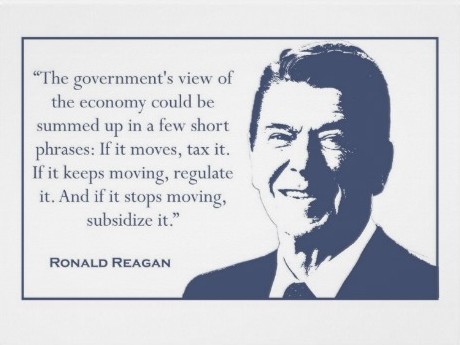 “The government's view of
the economy could be
summed up in a few short
phrases: If it moves, tax it.
If it keeps moving, regulate
it. And if it stops moving,
subsidize it.”
RONALD REAGAN